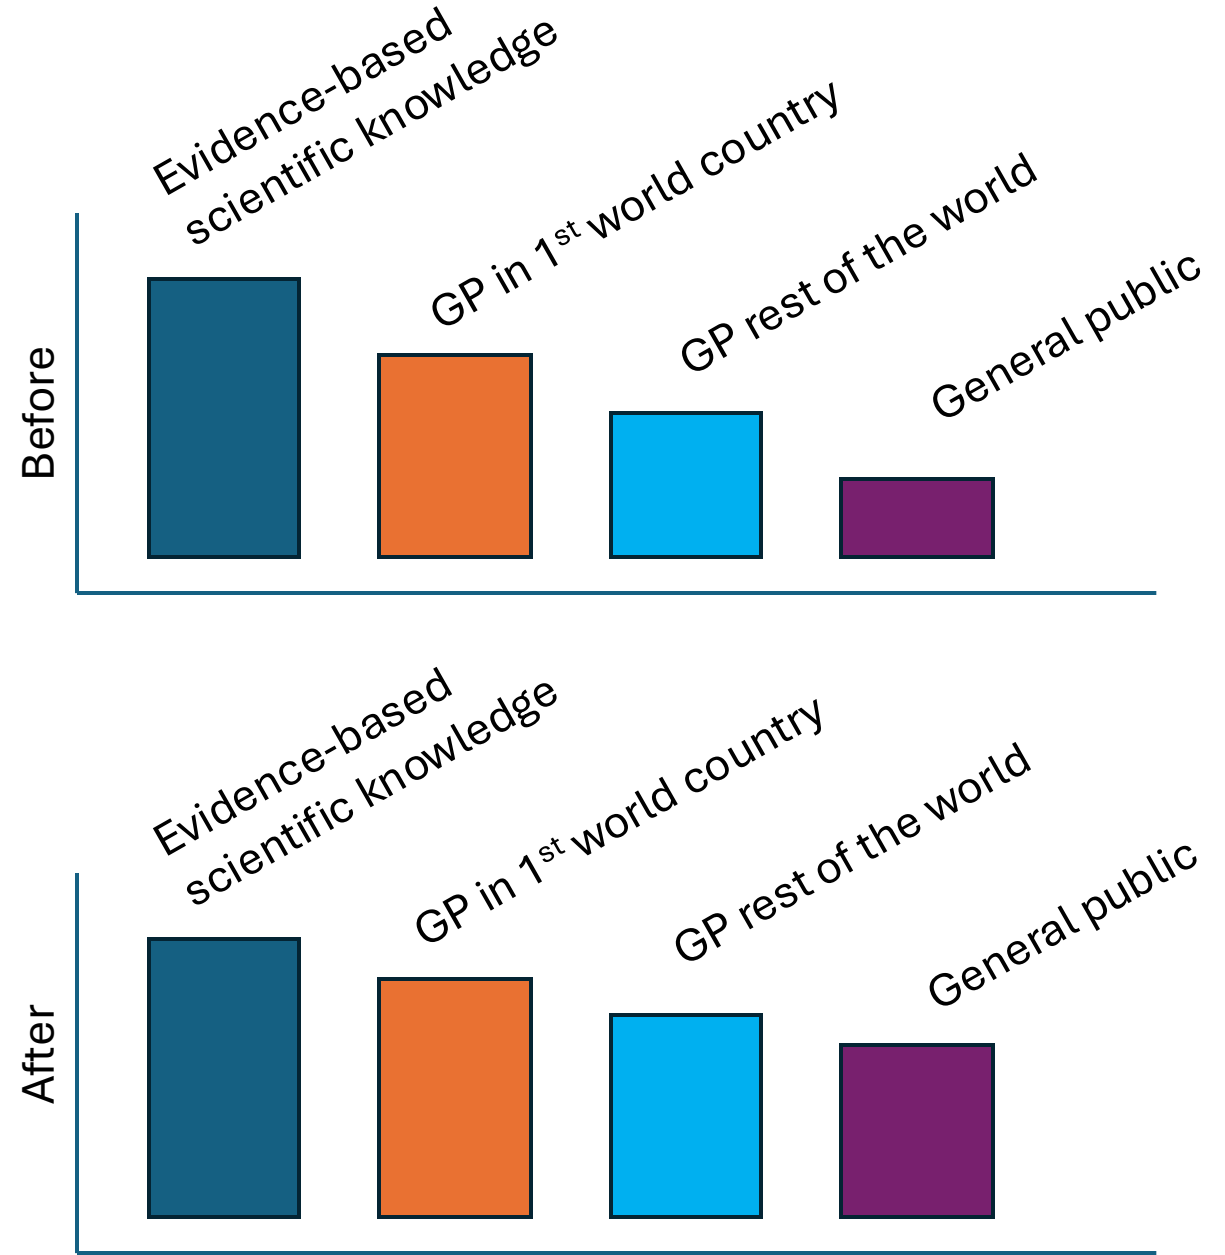 Evidence-based
scientific knowledge
GP in 1st world country
GP rest of the world
General public
Before
Evidence-based
scientific knowledge
GP in 1st world country
GP rest of the world
General public
After